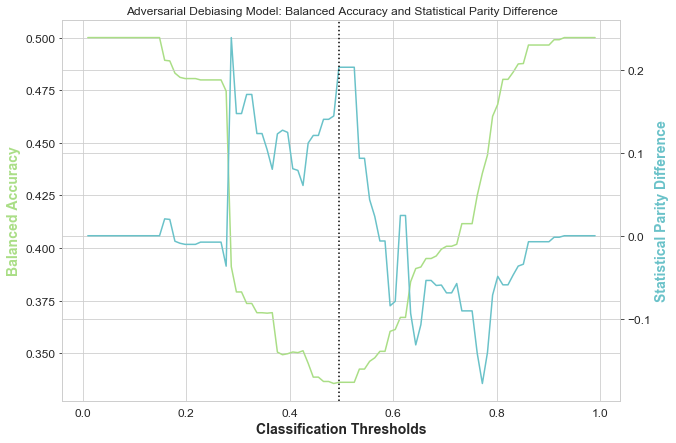 Adversarial Debiasing Model: Balanced Accuracy and Statistical Parity Difference
Balanced Accuracy
0.500
0.475
0.450
0.425
0.400
0.375
0.350
0.2
0.1
0.0
−0.1
Statistical Parity Difference
0.0 0.2 0.4 0.6 0.8 1.0
Classification Thresholds